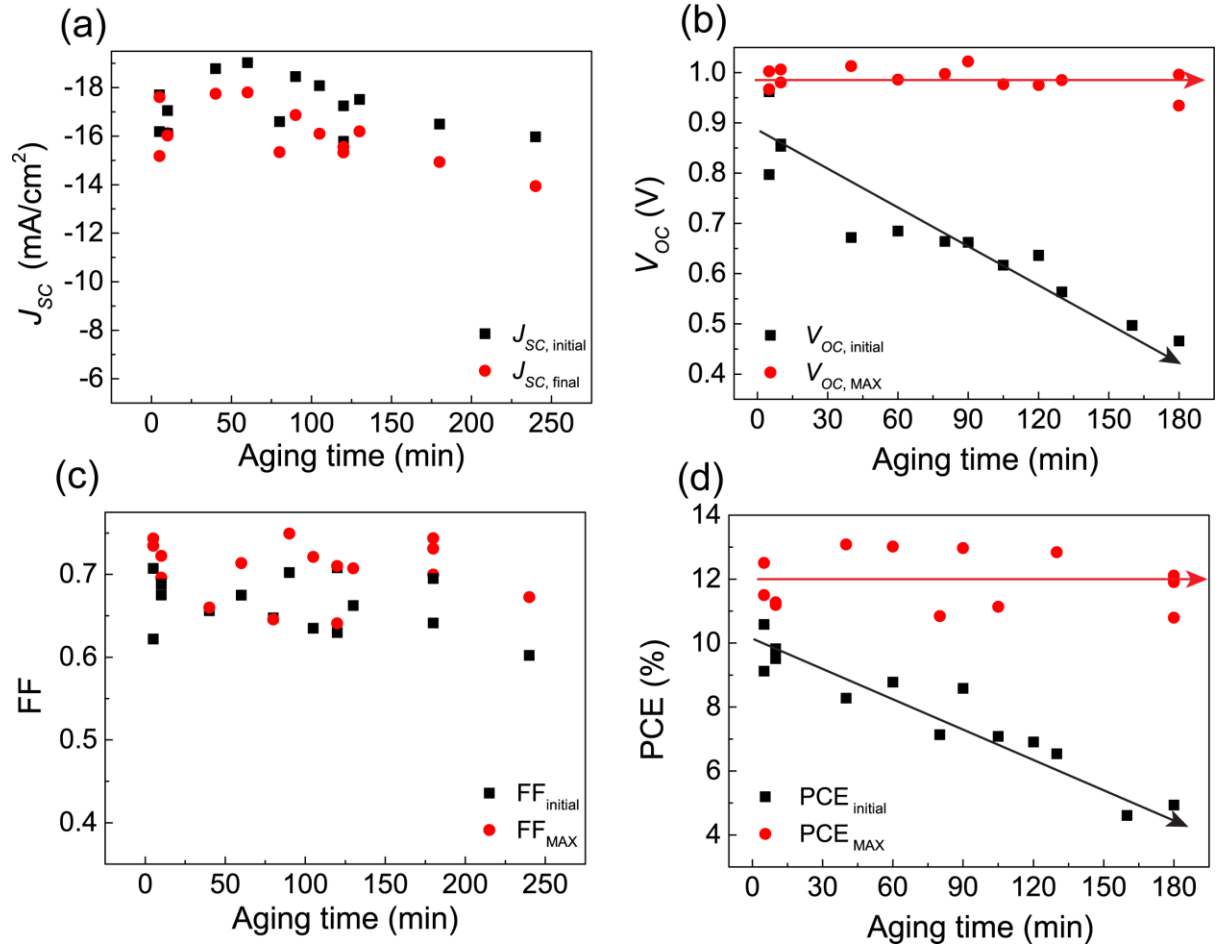 (a)
-18
-16
-14
-12
-10
-8
-6
J_SC (mA/cm²)
J_SC, initial
J_SC, final
0 50 100 150 200 250
Aging time (min)
(b)
1.0
0.9
0.8
0.7
0.6
0.5
0.4
V_OC (V)
V_OC, initial
V_OC, MAX
0 30 60 90 120 150 180
Aging time (min)
(c)
0.7
0.6
0.5
0.4
FF
FF_initial
FF_MAX
0 50 100 150 200 250
Aging time (min)
(d)
14
12
10
8
6
4
PCE (%)
PCE_initial
PCE_MAX
0 30 60 90 120 150 180
Aging time (min)